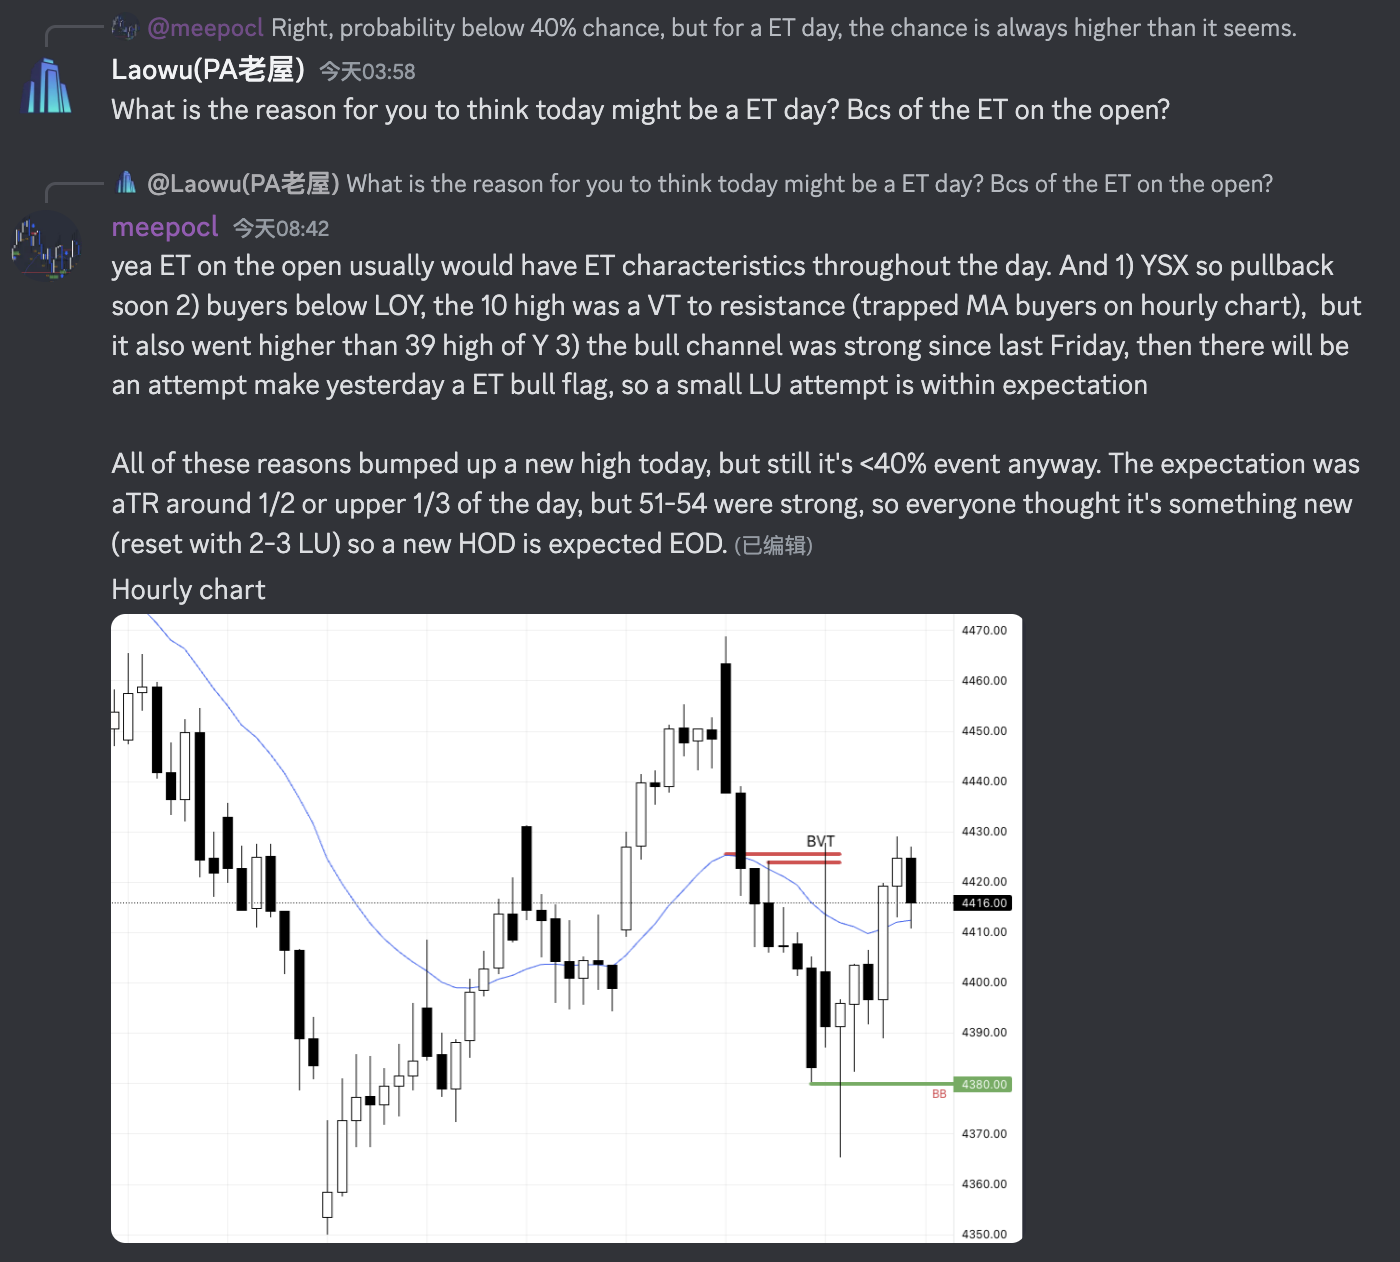 @meepocl Right, probability below 40% chance, but for a ET day, the chance is always higher than it seems.
Laowu(PA老屋) 今天03:58
What is the reason for you to think today might be a ET day? Bcs of the ET on the open?
@Laowu(PA老屋) What is the reason for you to think today might be a ET day? Bcs of the ET on the open?
meepocl 今天08:42
yea ET on the open usually would have ET characteristics throughout the day. And 1) YSX so pullback
soon 2) buyers below LOY, the 10 high was a VT to resistance (trapped MA buyers on hourly chart),  but
it also went higher than 39 high of Y 3) the bull channel was strong since last Friday, then there will be
an attempt make yesterday a ET bull flag, so a small LU attempt is within expectation
All of these reasons bumped up a new high today, but still it's <40% event anyway. The expectation was
aTR around 1/2 or upper 1/3 of the day, but 51-54 were strong, so everyone thought it's something new
(reset with 2-3 LU) so a new HOD is expected EOD. (已编辑)
Hourly chart
4470.00
4460.00
4450.00
4440.00
4430.00
BVT
4420.00
4416.00
4410.00
4400.00
4390.00
4380.00
BB
4370.00
4360.00
4350.00